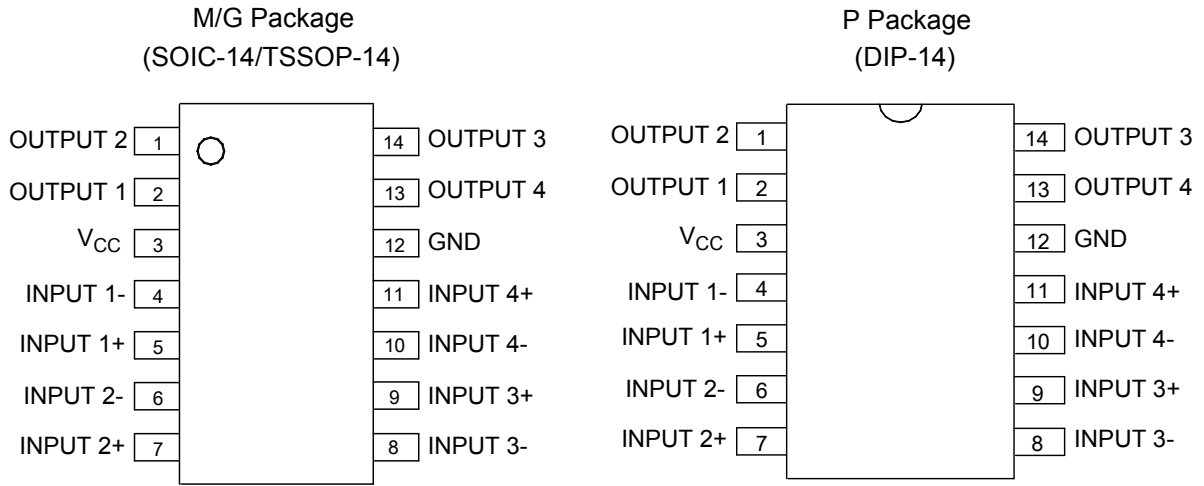 M/G Package
(SOIC-14/TSSOP-14)
OUTPUT 2 1 14 OUTPUT 3
OUTPUT 1 2 13 OUTPUT 4
VCC 3 12 GND
INPUT 1- 4 11 INPUT 4+
INPUT 1+ 5 10 INPUT 4-
INPUT 2- 6 9 INPUT 3+
INPUT 2+ 7 8 INPUT 3-
P Package
(DIP-14)
OUTPUT 2 1 14 OUTPUT 3
OUTPUT 1 2 13 OUTPUT 4
VCC 3 12 GND
INPUT 1- 4 11 INPUT 4+
INPUT 1+ 5 10 INPUT 4-
INPUT 2- 6 9 INPUT 3+
INPUT 2+ 7 8 INPUT 3-